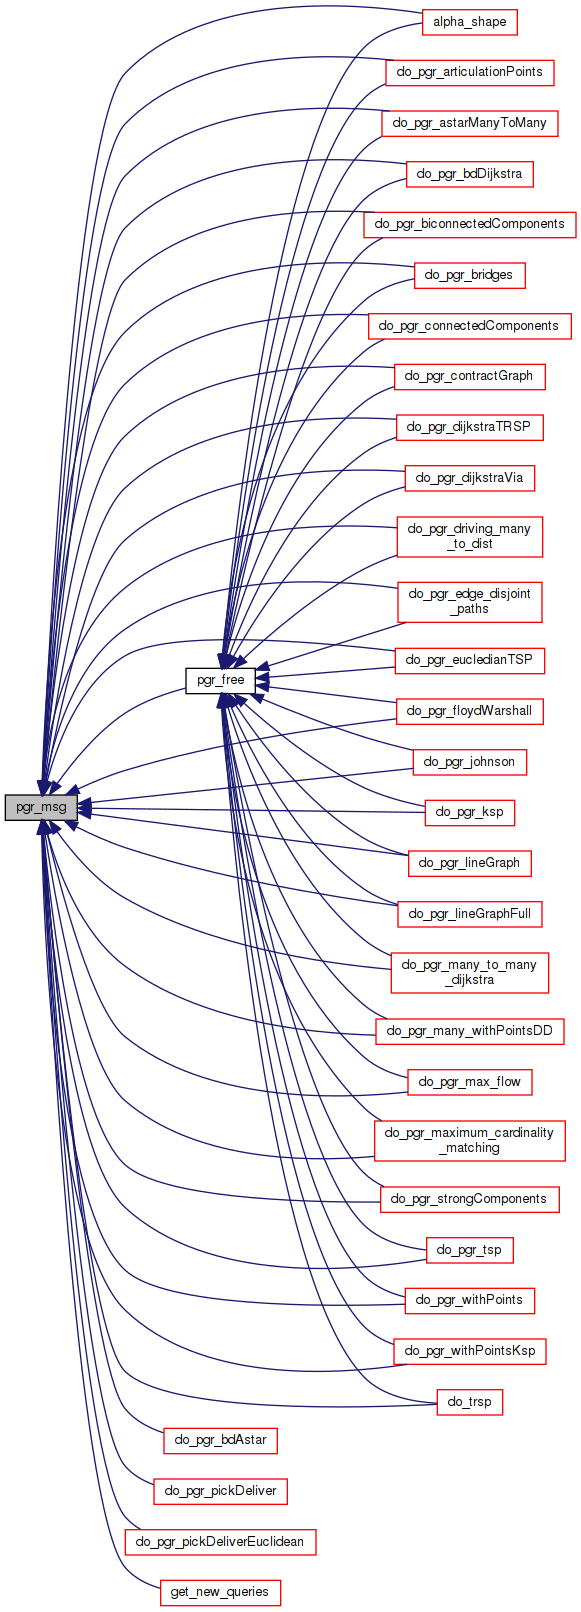 alpha_shape
do_pgr_articulationPoints
do_pgr_astarManyToMany
do_pgr_bdDijkstra
do_pgr_biconnectedComponents
do_pgr_bridges
do_pgr_connectedComponents
do_pgr_contractGraph
do_pgr_dijkstraTRSP
do_pgr_dijkstraVia
do_pgr_driving_many
_to_dist
do_pgr_edge_disjoint
_paths
do_pgr_eucledianTSP
pgr_free
do_pgr_floydWarshall
do_pgr_johnson
pgr_msg
do_pgr_ksp
do_pgr_lineGraph
do_pgr_lineGraphFull
do_pgr_many_to_many
_dijkstra
do_pgr_many_withPointsDD
do_pgr_max_flow
do_pgr_maximum_cardinality
_matching
do_pgr_strongComponents
do_pgr_tsp
do_pgr_withPoints
do_pgr_withPointsKsp
do_trsp
do_pgr_bdAstar
do_pgr_pickDeliver
do_pgr_pickDeliverEuclidean
get_new_queries